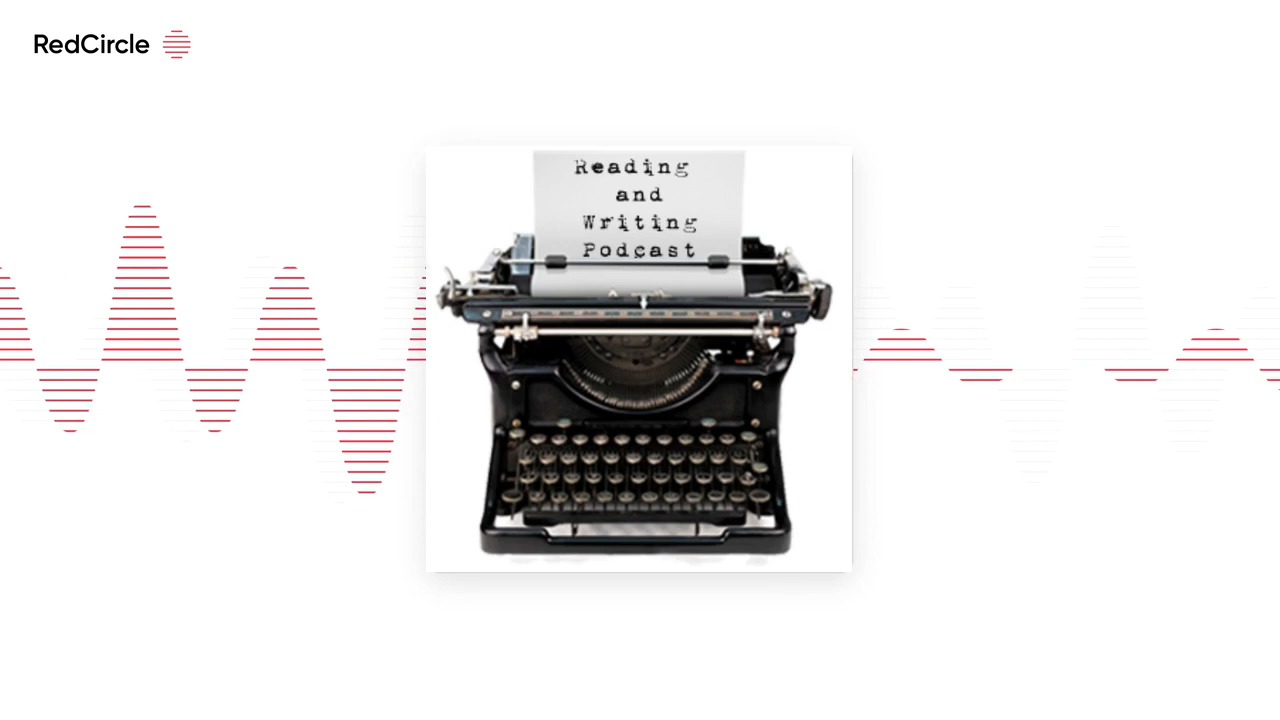 RedCircle
Reading
and
Writing
Podcast